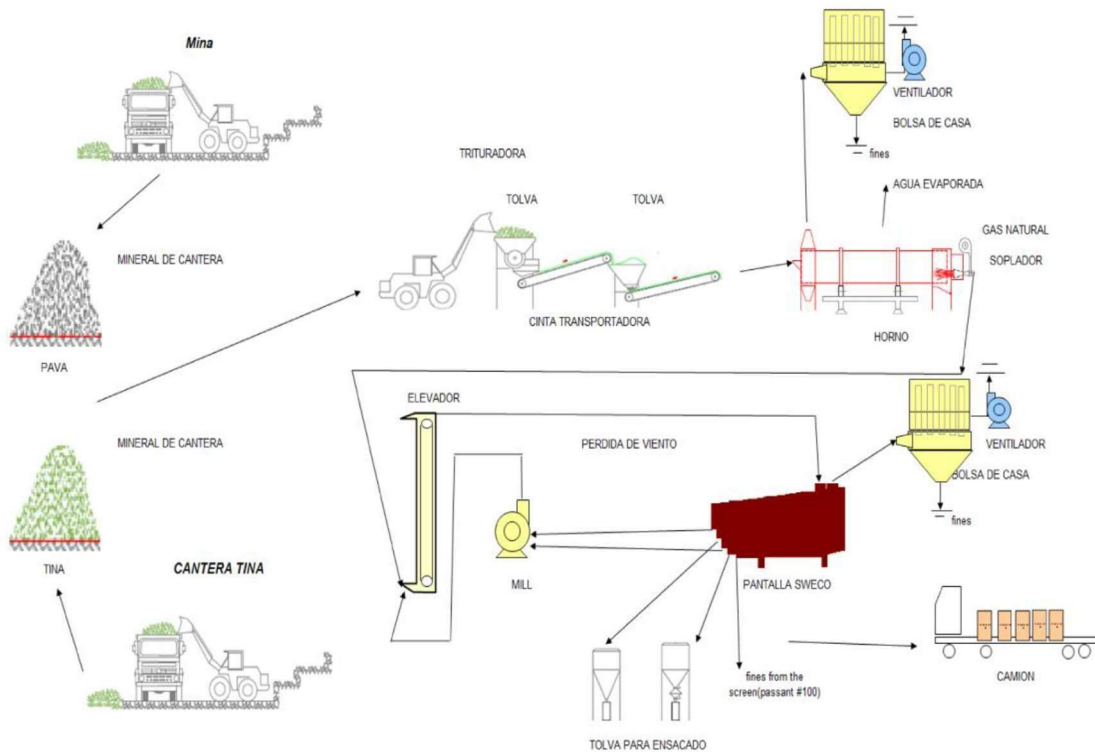 Mina
MINERAL DE CANTERA
PAVA
MINERAL DE CANTERA
TINA
CANTERA TINA
TRITURADORA
TOLVA
TOLVA
CINTA TRANSPORTADORA
VENTILADOR
BOLSA DE CASA
fines
AGUA EVAPORADA
GAS NATURAL
SOPLADOR
HORNO
ELEVADOR
PERDIDA DE VIENTO
MILL
PANTALLA SWECO
VENTILADOR
BOLSA DE CASA
fines
fines from the
screen(passant #100)
TOLVA PARA ENSACADO
CAMION